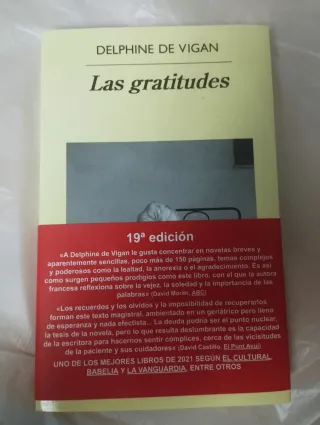 DELPHINE DE VIGAN
Las gratitudes
19ª edición
«A Delphine de Vigan le gusta concentrar en novelas breves y
aparentemente sencillas, poco más de 150 páginas, temas complejos
y poderosos como la lealtad, la anorexia o el agradecimiento. Es así
como surgen pequeños prodigios como este libro, con el que la autora
francesa reflexiona sobre la vejez, la soledad y la importancia de las
palabras» (David Morán, ABC)
«Los recuerdos y los olvidos y la imposibilidad de recuperarlos
forman este texto magistral, ambientado en un geriátrico pero lleno
de esperanza y nada efectista... La deuda podría ser el punto nuclear,
la tesis de la novela, pero lo que resulta deslumbrante es la capacidad
de la escritora para hacernos sentir cómplices, cerca de las vicisitudes
de la paciente y sus cuidadores» (David Castillo, El Punt Avui)
UNO DE LOS MEJORES LIBROS DE 2021 SEGÚN EL CULTURAL,
BABELIA Y LA VANGUARDIA, ENTRE OTROS